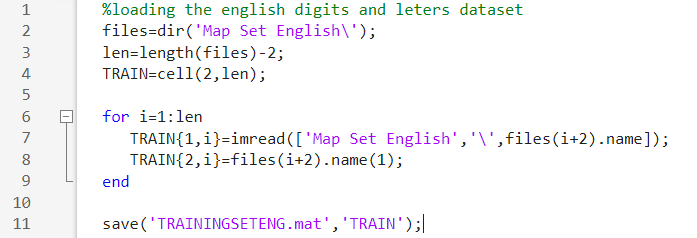 1 %loading the english digits and leters dataset
2 files=dir('Map Set English\');
3 len=length(files)-2;
4 TRAIN=cell(2,len);
5
6 for i=1:len
7 TRAIN{1,i}=imread(['Map Set English','\',files(i+2).name]);
8 TRAIN{2,i}=files(i+2).name(1);
9 end
10
11 save('TRAININGSETENG.mat','TRAIN');